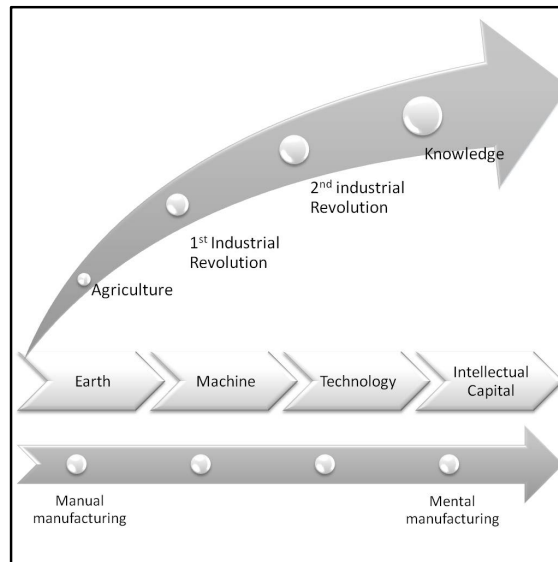 Knowledge
2nd industrial
Revolution
1st Industrial
Revolution
Agriculture
Earth
Machine
Technology
Intellectual
Capital
Manual
manufacturing
Mental
manufacturing